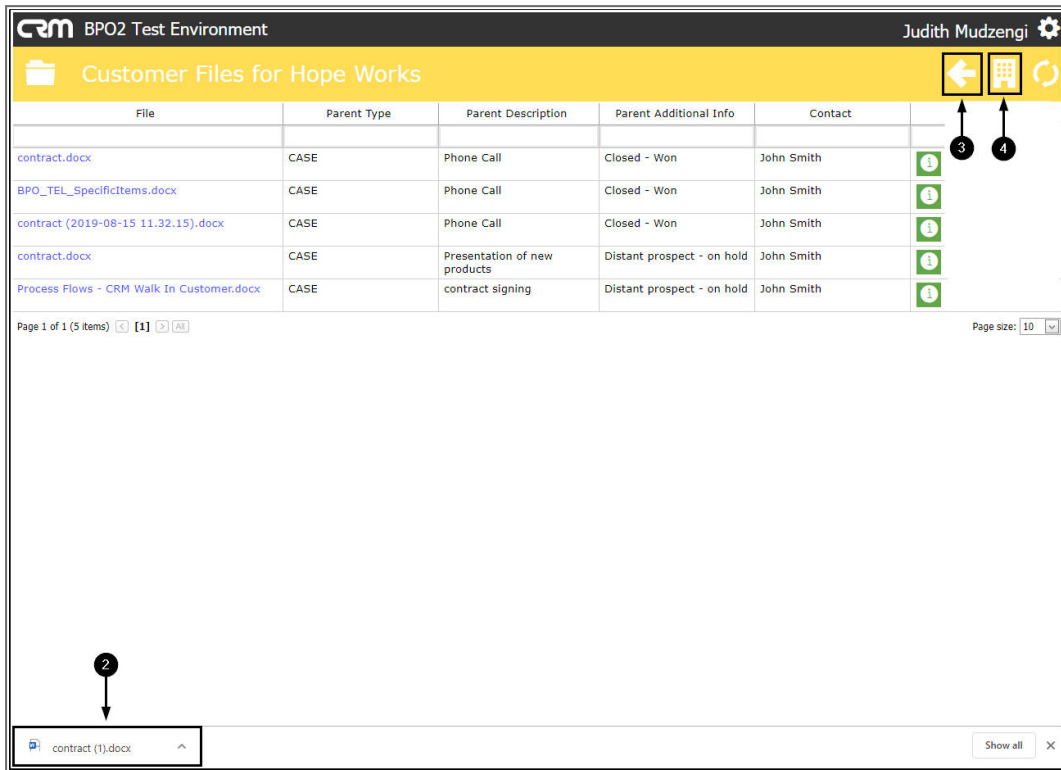 CRM BPO2 Test Environment Judith Mudzengi
Customer Files for Hope Works
File Parent Type Parent Description Parent Additional Info Contact
3 4
contract.docx CASE Phone Call Closed - Won John Smith i
BPO_TEL_SpecificItems.docx CASE Phone Call Closed - Won John Smith i
contract (2019-08-15 11.32.15).docx CASE Phone Call Closed - Won John Smith i
contract.docx CASE Presentation of new Distant prospect - on hold John Smith i
products
Process Flows - CRM Walk In Customer.docx CASE contract signing Distant prospect - on hold John Smith i
Page 1 of 1 (5 items) < [1] > All Page size: 10
2
contract (1).docx Show all